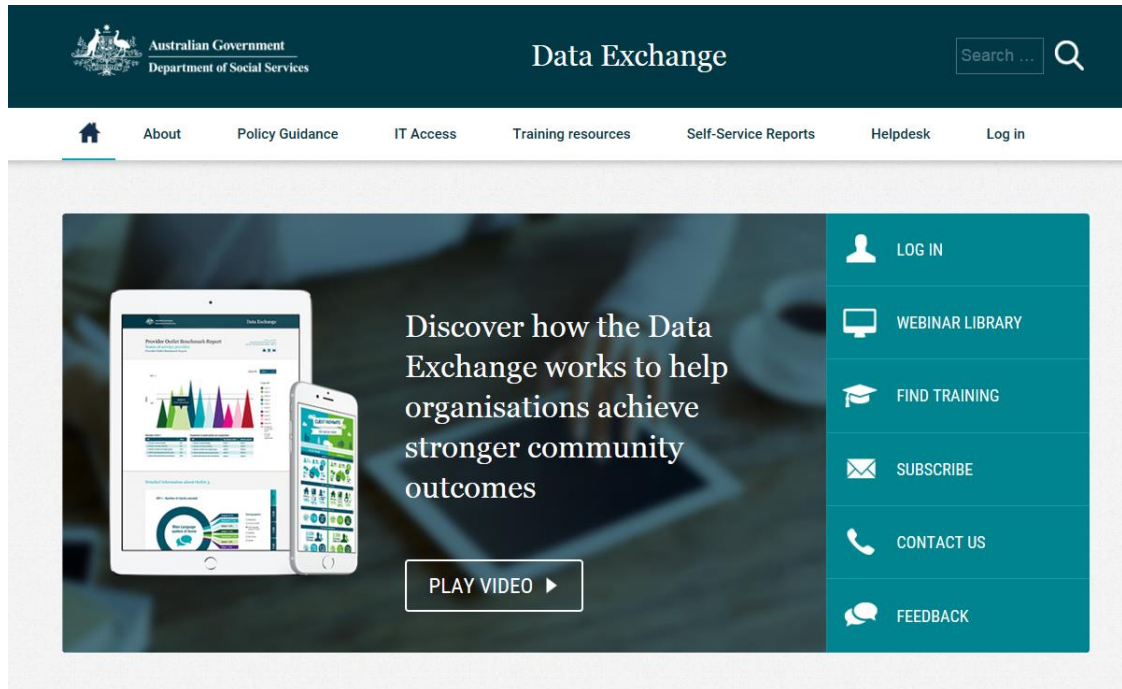 Australian Government
Department of Social Services
Data Exchange
Search ...
About
Policy Guidance
IT Access
Training resources
Self-Service Reports
Helpdesk
Log in
Data Exchange
Provider Outlet Benchmark Report
Discover how the Data
Exchange works to help
organisations achieve
stronger community
outcomes
PLAY VIDEO
LOG IN
WEBINAR LIBRARY
FIND TRAINING
SUBSCRIBE
CONTACT US
FEEDBACK